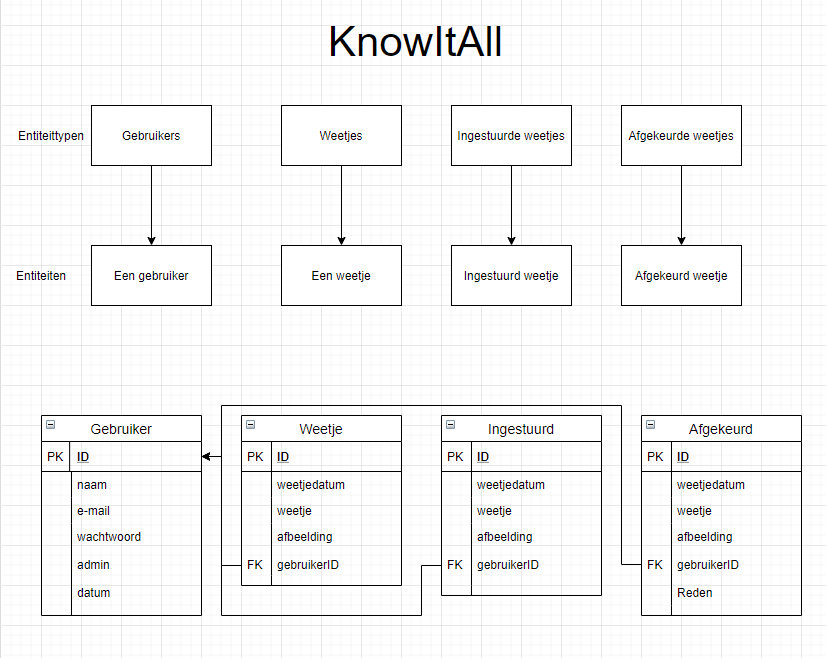 KnowItAll
Entiteittypen Gebruikers Weetjes Ingestuurde weetjes Afgekeurde weetjes
Entiteiten Een gebruiker Een weetje Ingestuurd weetje Afgekeurd weetje
Gebruiker
PK ID
naam
e-mail
wachtwoord
admin
datum
Weetje
PK ID
weetjedatum
weetje
afbeelding
FK gebruikerID
Ingestuurd
PK ID
weetjedatum
weetje
afbeelding
FK gebruikerID
Afgekeurd
PK ID
weetjedatum
weetje
afbeelding
FK gebruikerID
Reden